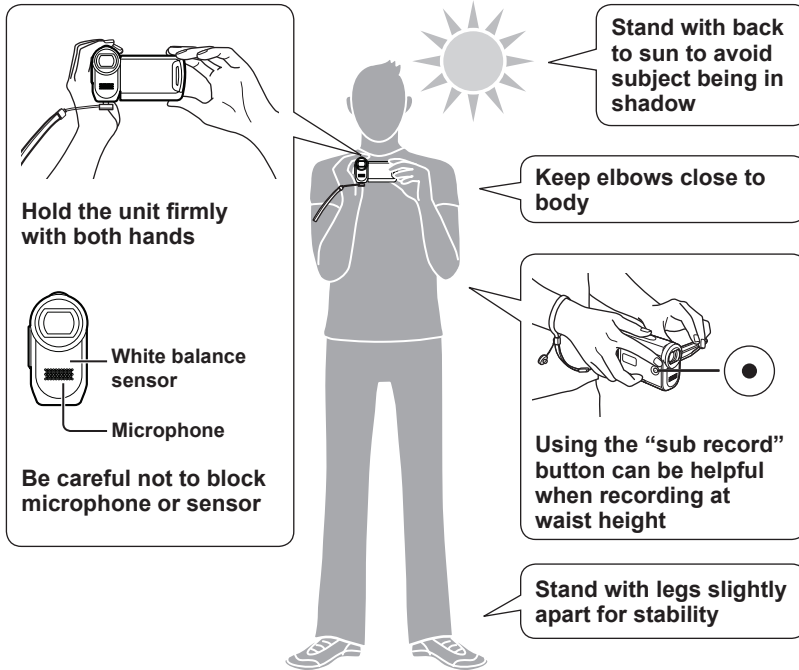 Hold the unit firmly
with both hands
White balance
sensor
Microphone
Be careful not to block
microphone or sensor
Stand with back
to sun to avoid
subject being in
shadow
Keep elbows close to
body
Using the “sub record”
button can be helpful
when recording at
waist height
Stand with legs slightly
apart for stability